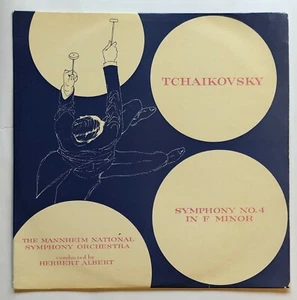 TCHAIKOVSKY
SYMPHONY NO. 4
IN F MINOR
THE MANNHEIM NATIONAL
SYMPHONY ORCHESTRA
conducted by
HERBERT ALBERT